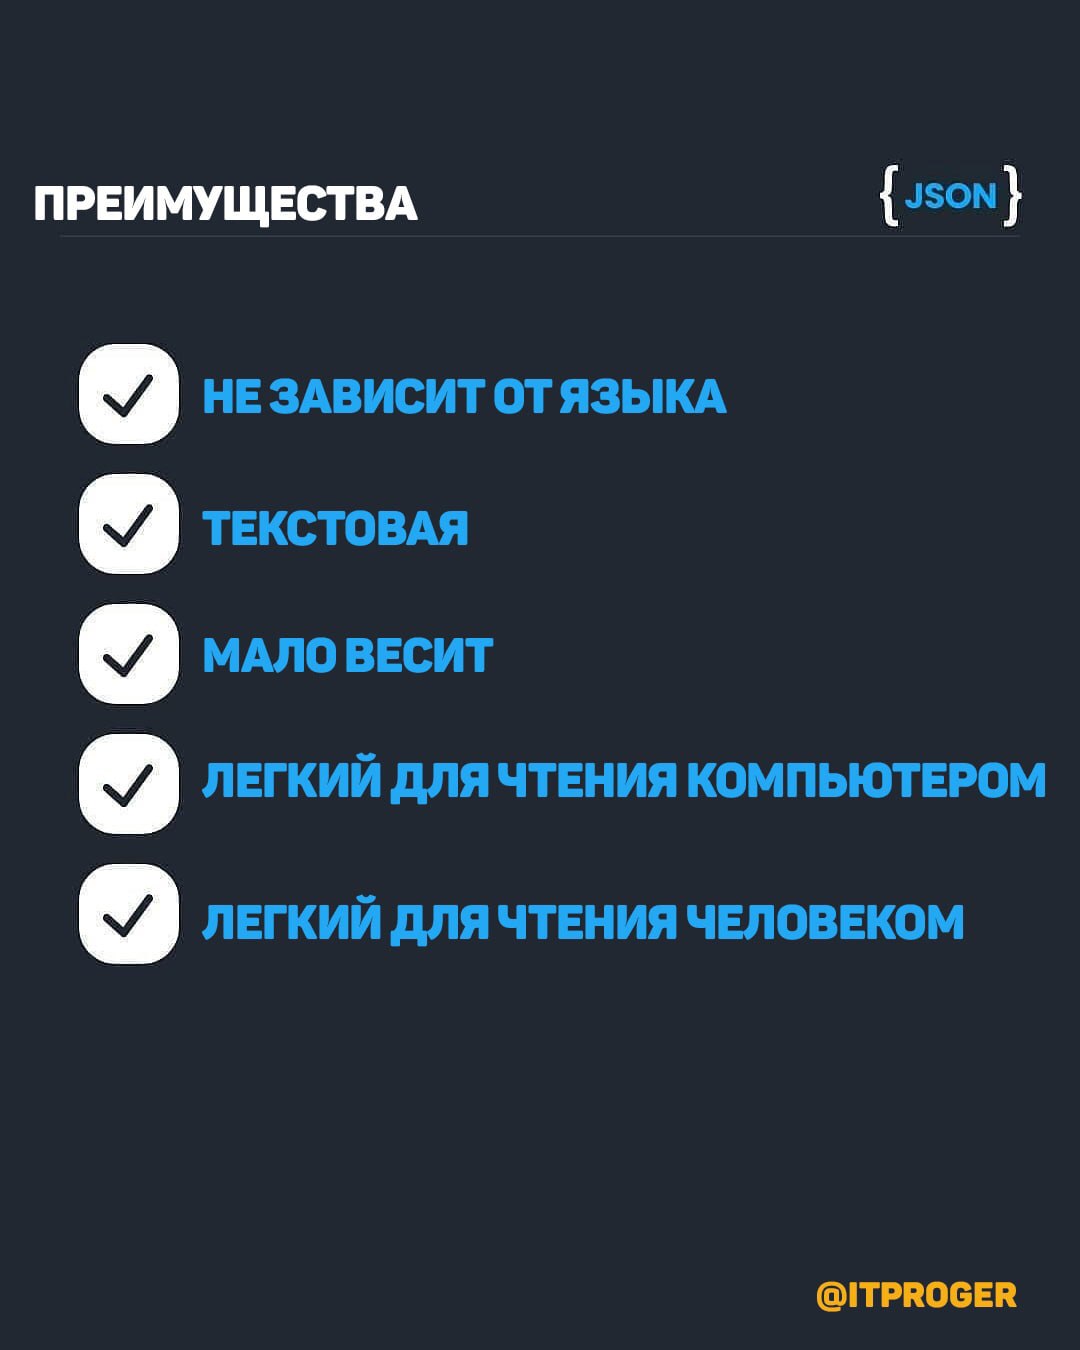 ПРЕИМУЩЕСТВА
{JSON}
НЕ ЗАВИСИТ ОТ ЯЗЫКА
ТЕКСТОВАЯ
МАЛО ВЕСИТ
ЛЕГКИЙ ДЛЯ ЧТЕНИЯ КОМПЬЮТЕРОМ
ЛЕГКИЙ ДЛЯ ЧТЕНИЯ ЧЕЛОВЕКОМ
@ITPROGER